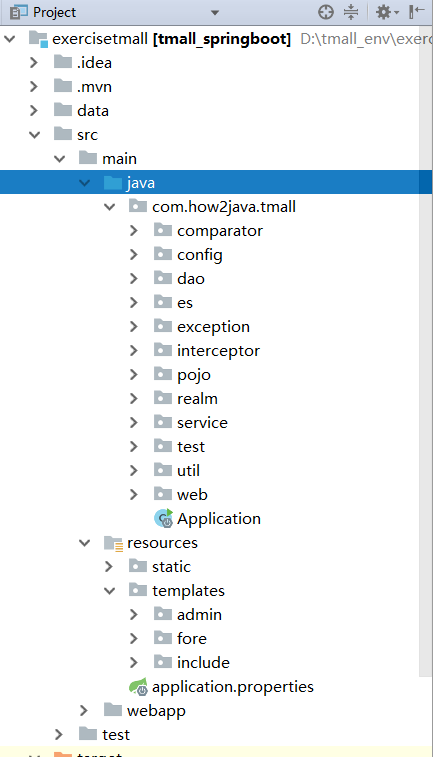 Project
exercisetmall [tmall_springboot] D:\tmall_env\exerc
.idea
.mvn
data
src
main
java
com.how2java.tmall
comparator
config
dao
es
exception
interceptor
pojo
realm
service
test
util
web
Application
resources
static
templates
admin
fore
include
application.properties
webapp
test
target